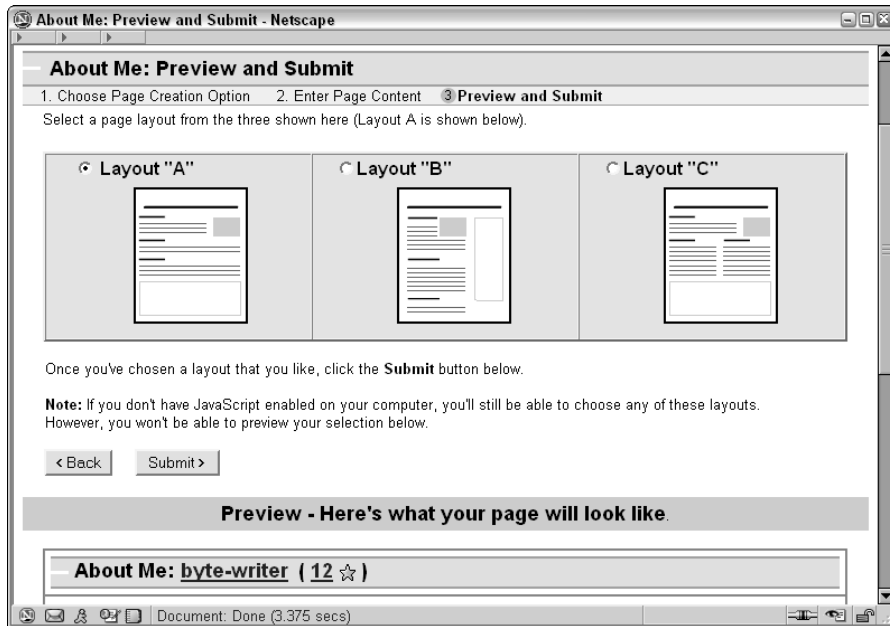 About Me: Preview and Submit - Netscape
About Me: Preview and Submit
1. Choose Page Creation Option 2. Enter Page Content 3 Preview and Submit
Select a page layout from the three shown here (Layout A is shown below).
Layout "A" Layout "B" Layout "C"
Once you've chosen a layout that you like, click the Submit button below.
Note: If you don't have JavaScript enabled on your computer, you'll still be able to choose any of these layouts.
However, you won't be able to preview your selection below.
< Back Submit >
Preview - Here's what your page will look like.
About Me: byte-writer ( 12 ☆ )
Document: Done (3.375 secs)